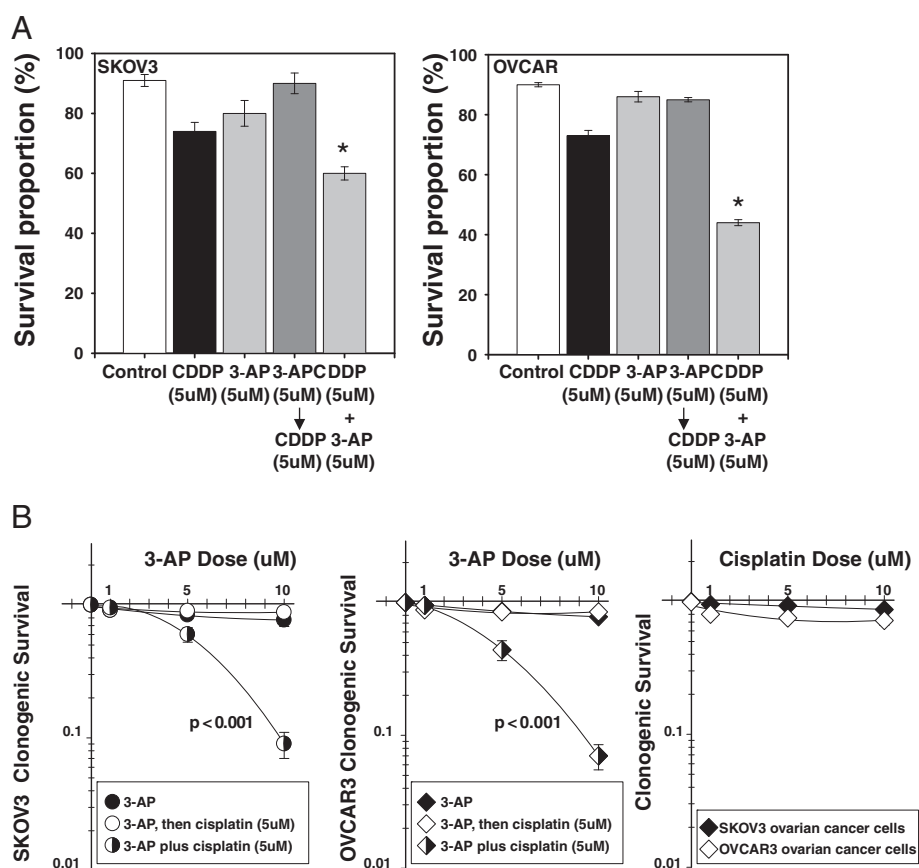 A
SKOV3
Survival proportion (%)
100
80
60
40
20
0
*
Control CDDP 3-AP 3-APC DDP
(5uM) (5uM) (5uM) (5uM)
+
CDDP 3-AP
(5uM) (5uM)
OVCAR
Survival proportion (%)
100
80
60
40
20
0
*
Control CDDP 3-AP 3-APC DDP
(5uM) (5uM) (5uM) (5uM)
+
CDDP 3-AP
(5uM) (5uM)
B
3-AP Dose (uM)
1 5 10
SKOV3 Clonogenic Survival
0.1
0.01
p < 0.001
3-AP
3-AP, then cisplatin (5uM)
3-AP plus cisplatin (5uM)
3-AP Dose (uM)
1 5 10
OVCAR3 Clonogenic Survival
0.1
0.01
p < 0.001
3-AP
3-AP, then cisplatin (5uM)
3-AP plus cisplatin (5uM)
Cisplatin Dose (uM)
1 5 10
Clonogenic Survival
0.1
0.01
SKOV3 ovarian cancer cells
OVCAR3 ovarian cancer cells